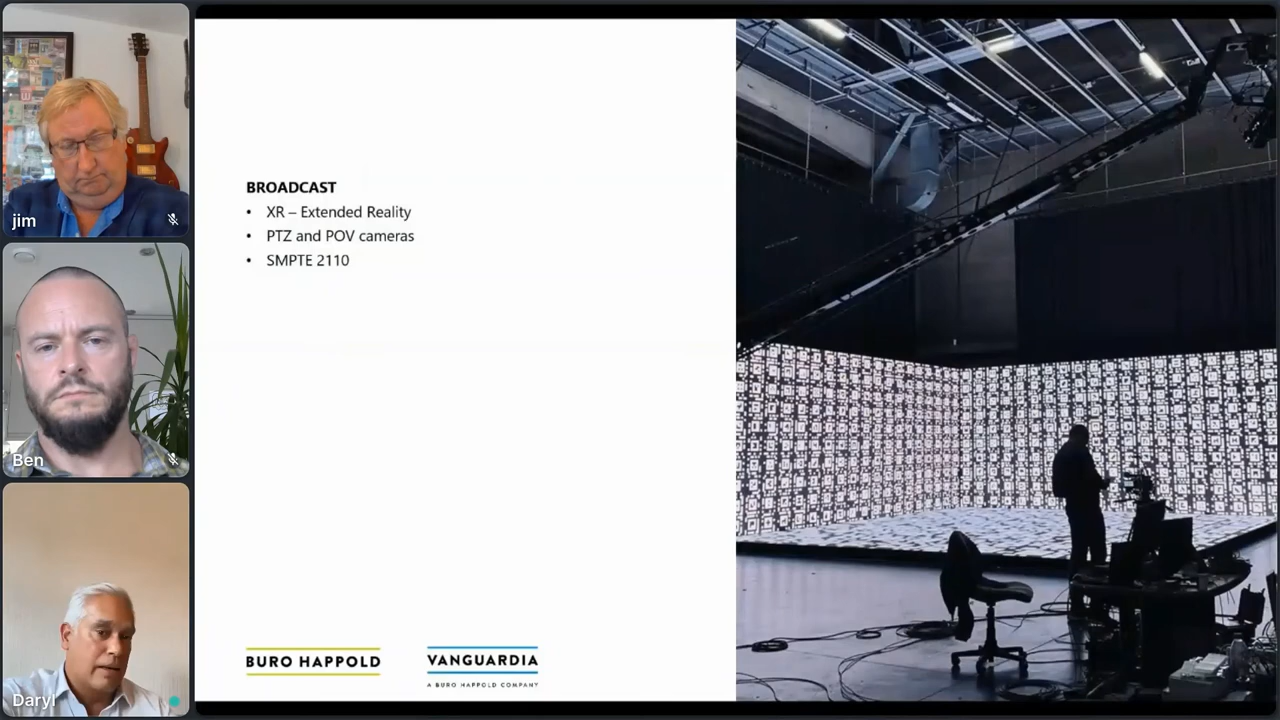 jim
Ben
Daryl
BROADCAST
• XR – Extended Reality
• PTZ and POV cameras
• SMPTE 2110
BURO HAPPOLD
VANGUARDIA
A BURO HAPPOLD COMPANY